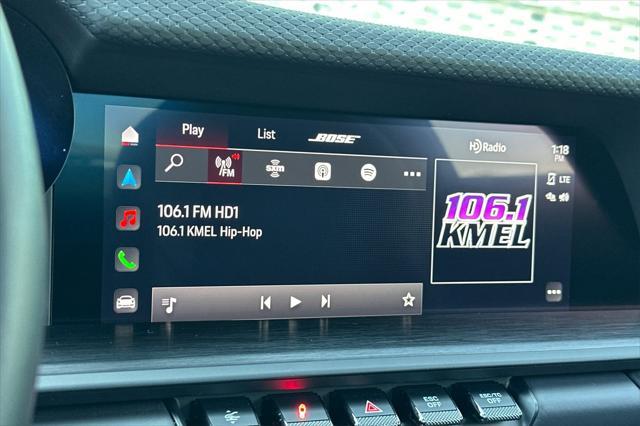 Play List BOSE HD Radio 1:18
PM
FM SXM
LTE
106.1 FM HD1
106.1 KMEL Hip-Hop
106.1
KMEL
ESC
OFF
ESC/TC
OFF